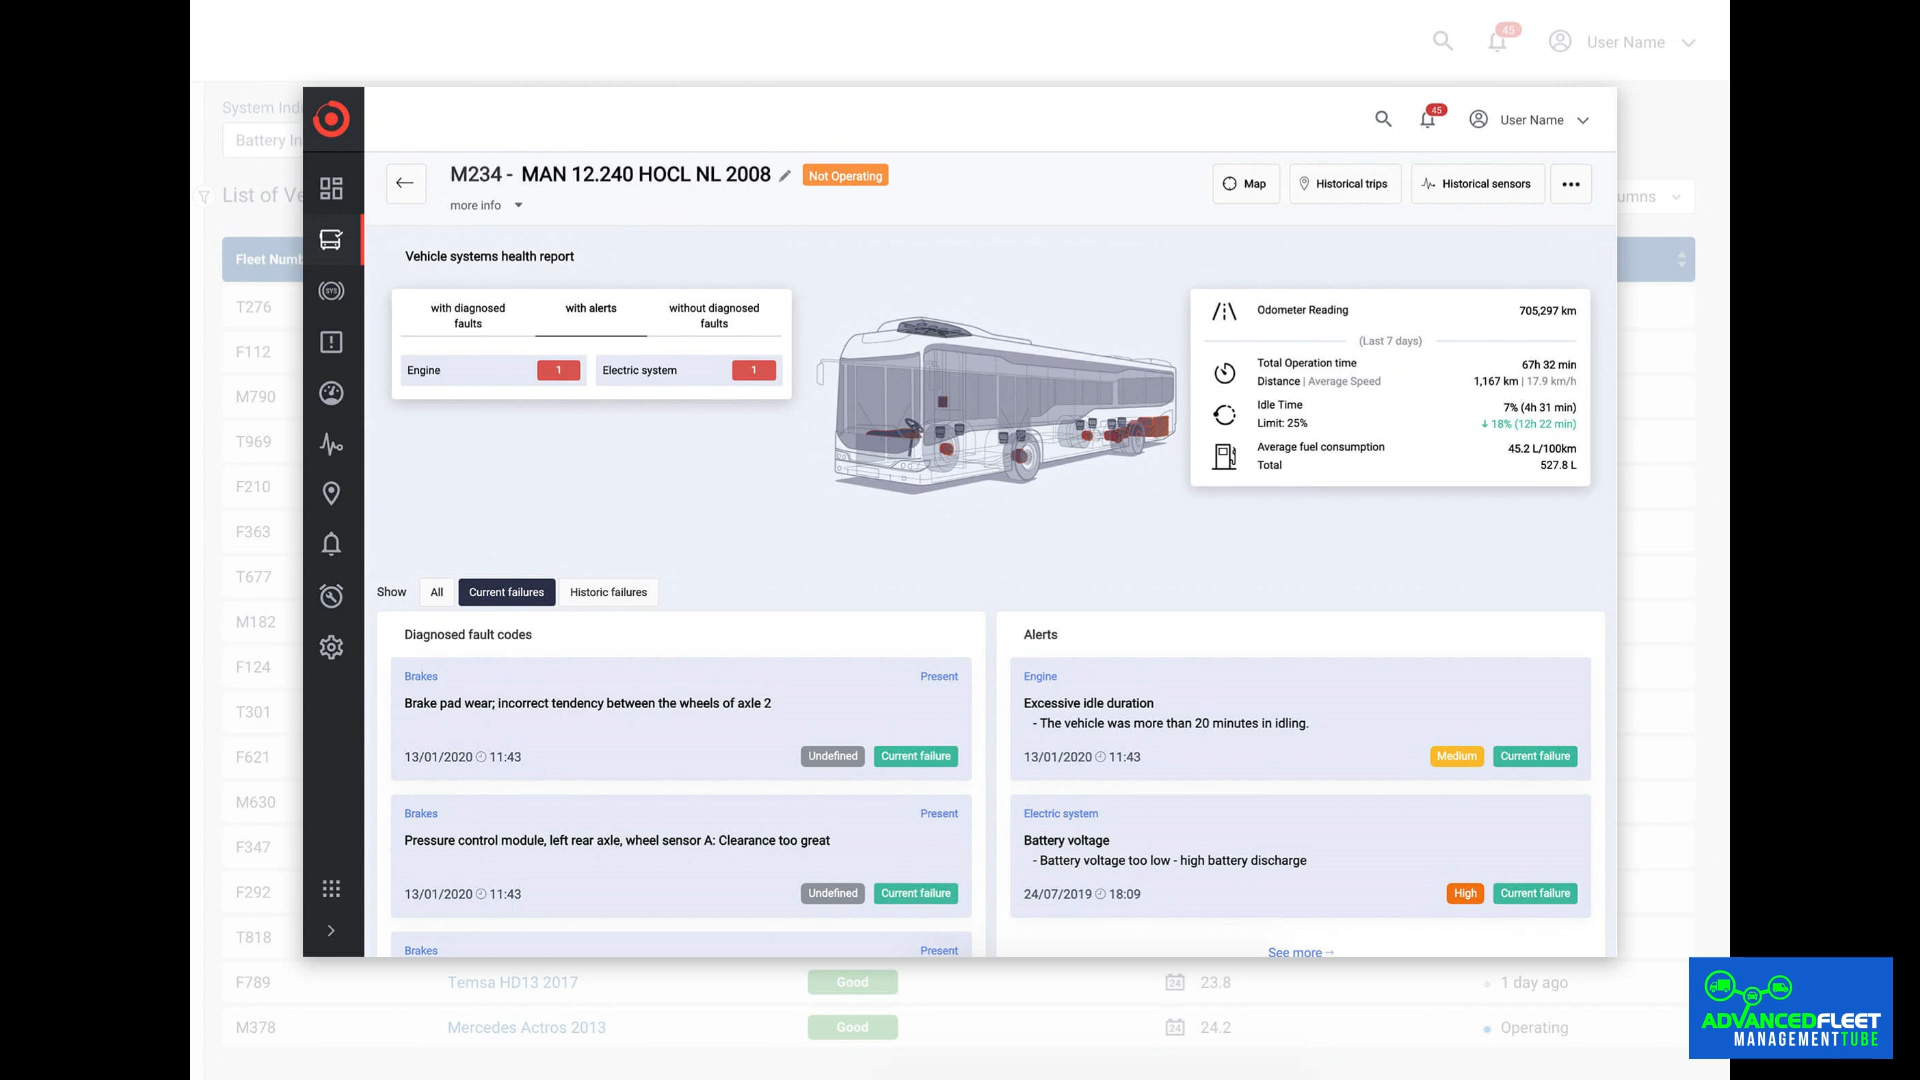 45
User Name
System Ind
Battery In
List of Ve
umns
Fleet Numb
T276
F112
M790
T969
F210
F363
T677
M182
F124
T301
F621
M630
F347
F292
T818
F789 Temsa HD13 2017 Good 24 23.8 1 day ago
M378 Mercedes Actros 2013 Good 24 24.2 Operating
45
User Name
SYS
M234 - MAN 12.240 HOCL NL 2008 Not Operating
more info
Map Historical trips Historical sensors
Vehicle systems health report
with diagnosed faults
with alerts
without diagnosed faults
Engine 1 Electric system 1
Odometer Reading 705,297 km
(Last 7 days)
Total Operation time 67h 32 min
Distance | Average Speed 1,167 km | 17.9 km/h
Idle Time 7% (4h 31 min)
Limit: 25% 18% (12h 22 min)
Average fuel consumption 45.2 L/100km
Total 527.8 L
Show All Current failures Historic failures
Diagnosed fault codes
Brakes Present
Brake pad wear; incorrect tendency between the wheels of axle 2
13/01/2020 11:43 Undefined Current failure
Brakes Present
Pressure control module, left rear axle, wheel sensor A: Clearance too great
13/01/2020 11:43 Undefined Current failure
Brakes Present
Alerts
Engine
Excessive idle duration
- The vehicle was more than 20 minutes in idling.
13/01/2020 11:43 Medium Current failure
Electric system
Battery voltage
- Battery voltage too low - high battery discharge
24/07/2019 18:09 High Current failure
See more
ADVANCEDFLEET
MANAGEMENTTUBE